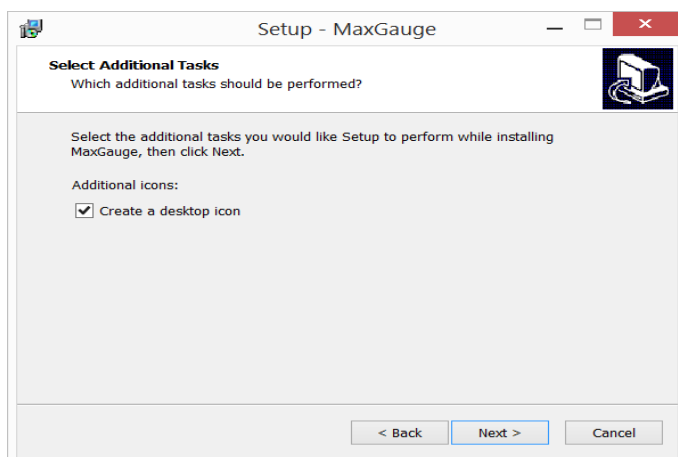 Setup - MaxGauge
Select Additional Tasks
Which additional tasks should be performed?
Select the additional tasks you would like Setup to perform while installing
MaxGauge, then click Next.
Additional icons:
Create a desktop icon
< Back
Next >
Cancel